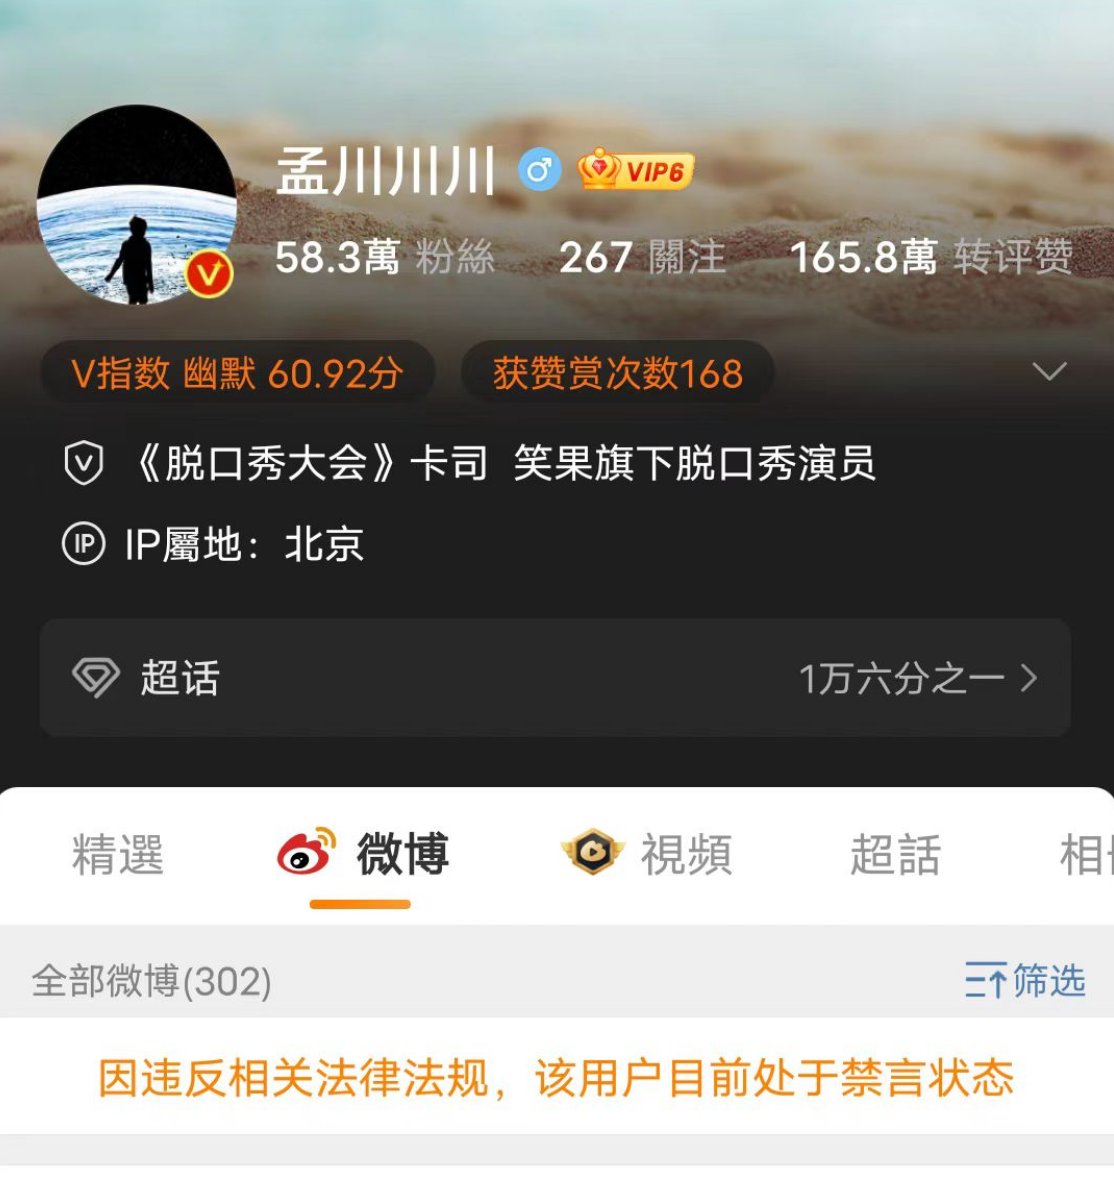 孟川川川 VIP6
58.3萬 粉絲 267 關注 165.8萬 转评赞
V指数 幽默 60.92分 获赞赏次数168
《脱口秀大会》卡司 笑果旗下脱口秀演员
IP IP屬地：北京
超话 1万六分之一
精選 微博 視頻 超話 相
全部微博(302) 筛选
因违反相关法律法规，该用户目前处于禁言状态